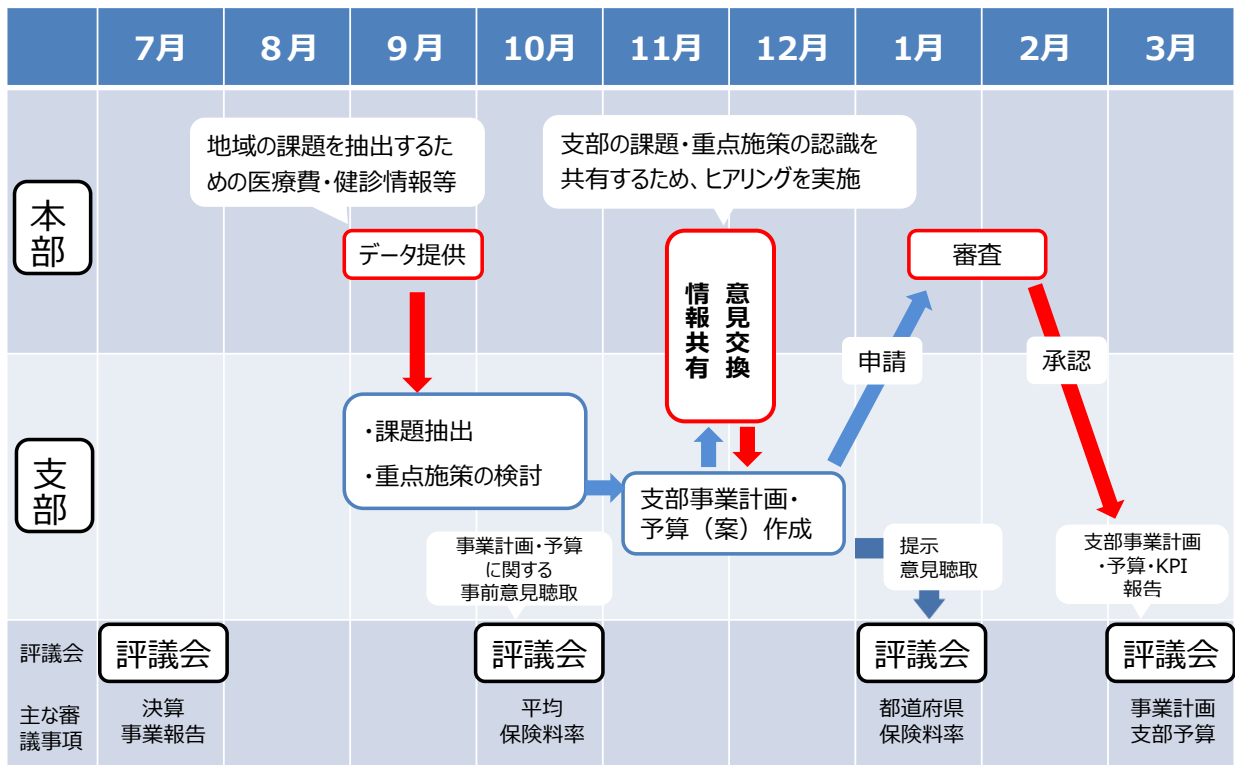 7月
8月
9月
10月
11月
12月
1月
2月
3月
地域の課題を抽出するた
めの医療費・健診情報等
支部の課題・重点施策の認識を
共有するため、ヒアリングを実施
本
部
データ提供
意見交換
情報共有
審査
申請
承認
支
部
・課題抽出
・重点施策の検討
支部事業計画・
予算（案）作成
事業計画・予算
に関する
事前意見聴取
提示
意見聴取
支部事業計画
・予算・KPI
報告
評議会
評議会
評議会
評議会
評議会
主な審
議事項
決算
事業報告
平均
保険料率
都道府県
保険料率
事業計画
支部予算